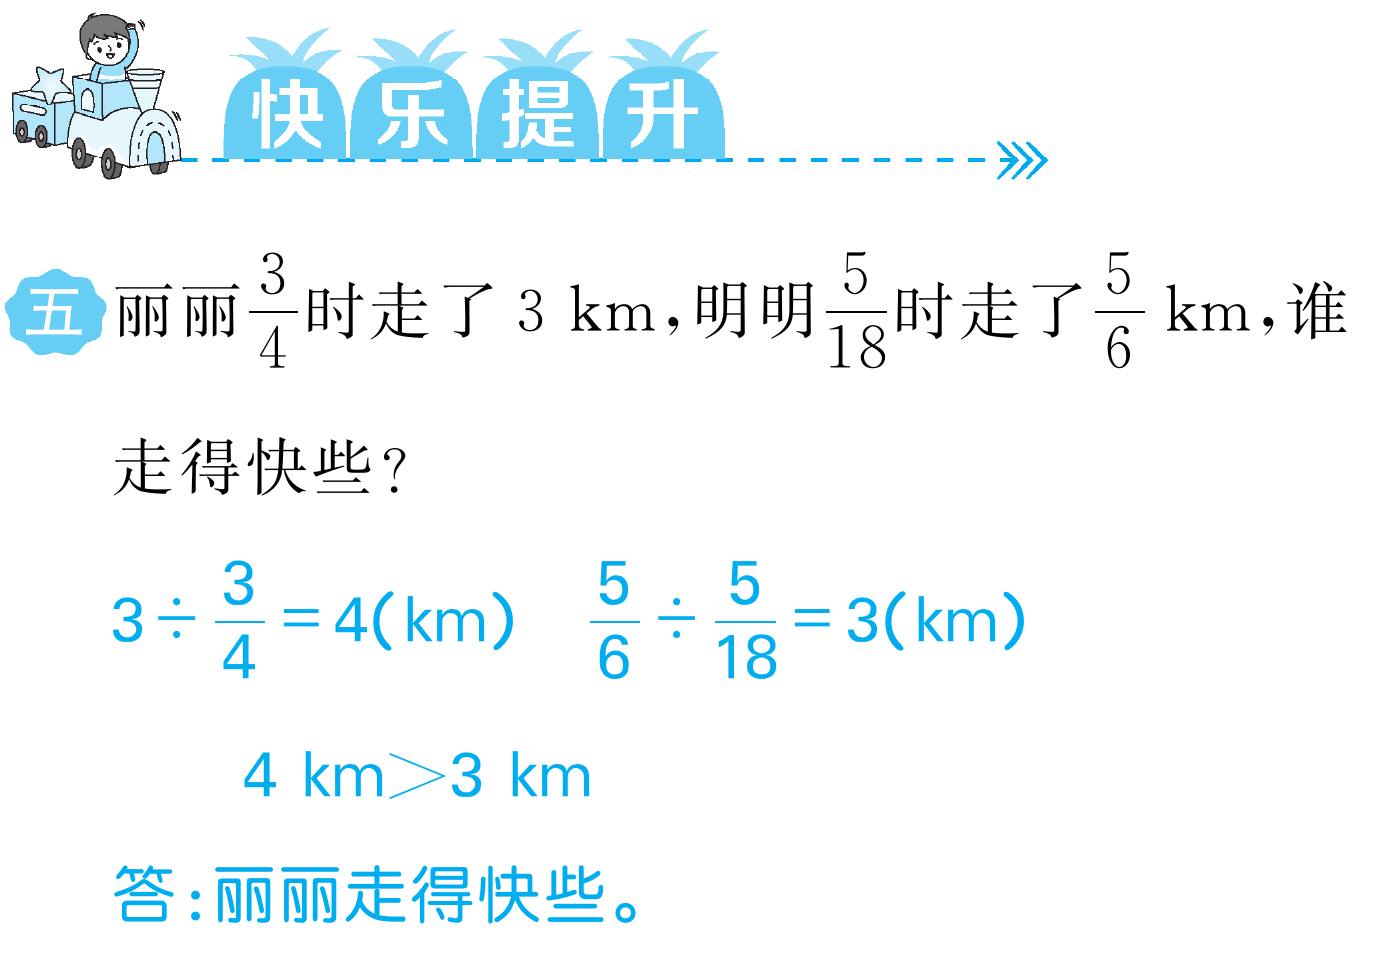 快乐提升
五 丽丽3/4时走了3 km,明明5/18时走了5/6 km,谁
走得快些?
3÷3/4=4(km) 5/6÷5/18=3(km)
4 km>3 km
答:丽丽走得快些。